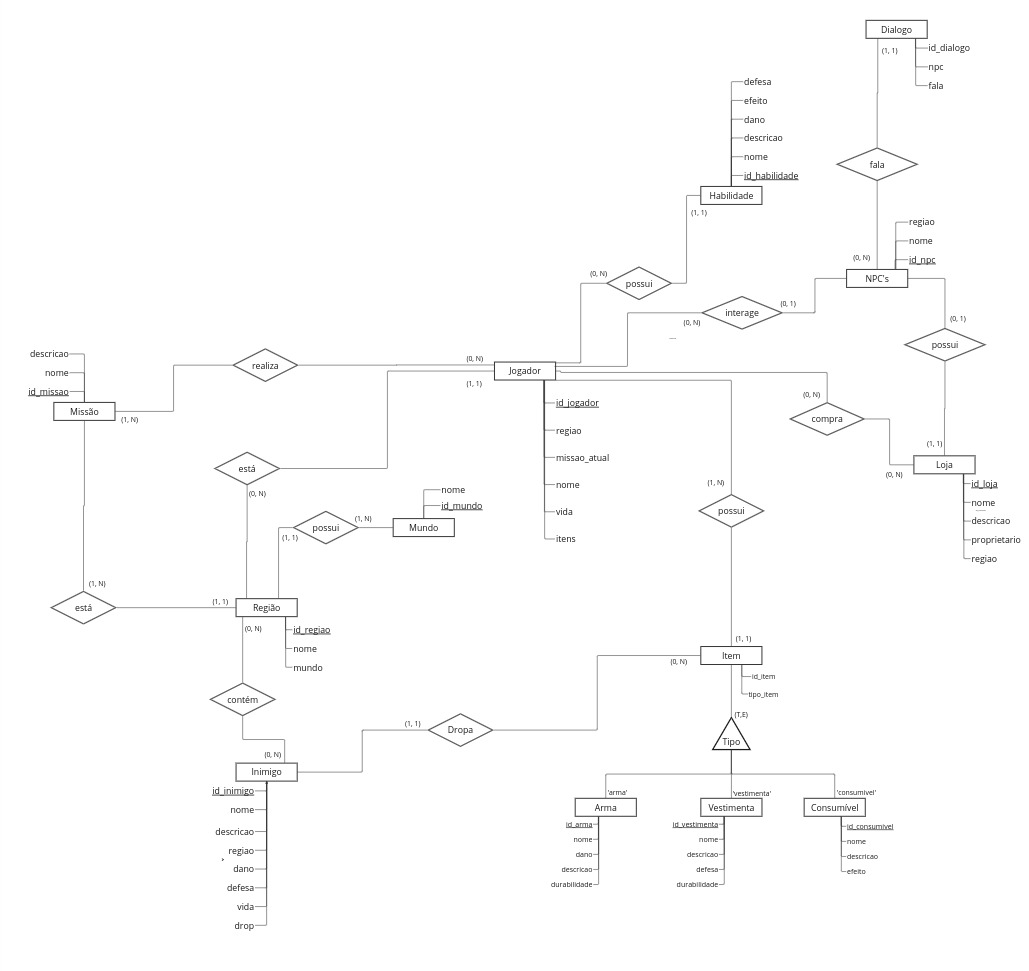 Dialogo
(1, 1)
id_dialogo
npc
fala
fala
defesa
efeito
dano
descricao
nome
id_habilidade
Habilidade
(1, 1)
regiao
nome
id_npc
(0, N)
NPC's
(0, N)
possui
(0, N)
interage
(0, 1)
(0, 1)
possui
(1, 1)
descricao
nome
id_missao
Missão
(1, N)
realiza
(0, N)
Jogador
(1, 1)
id_jogador
regiao
missao_atual
nome
vida
itens
(0, N)
compra
(0, N)
Loja
id_loja
nome
descricao
proprietario
regiao
está
(0, N)
nome
id_mundo
Mundo
(1, N)
possui
(1, 1)
(1, N)
possui
(1, N)
está
(1, 1)
Região
(0, N)
id_regiao
nome
mundo
(1, 1)
Item
(0, N)
id_item
tipo_item
contém
(0, N)
(1, 1)
Dropa
(T,E)
Tipo
Inimigo
id_inimigo
nome
descricao
regiao
dano
defesa
vida
drop
'arma'
'vestimenta'
'consumível'
Arma
id_arma
nome
dano
descricao
durabilidade
Vestimenta
id_vestimenta
nome
descricao
defesa
durabilidade
Consumível
id_consumivel
nome
descricao
efeito